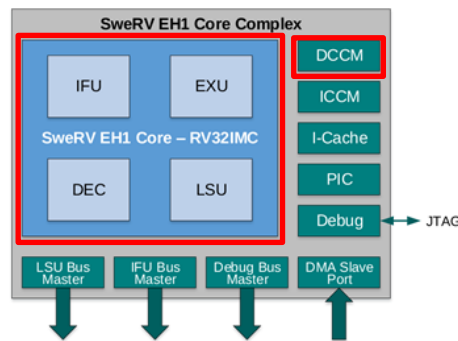 SweRV EH1 Core Complex
IFU
EXU
SweRV EH1 Core – RV32IMC
DEC
LSU
DCCM
ICCM
I-Cache
PIC
Debug
JTAG
LSU Bus
Master
IFU Bus
Master
Debug Bus
Master
DMA Slave
Port